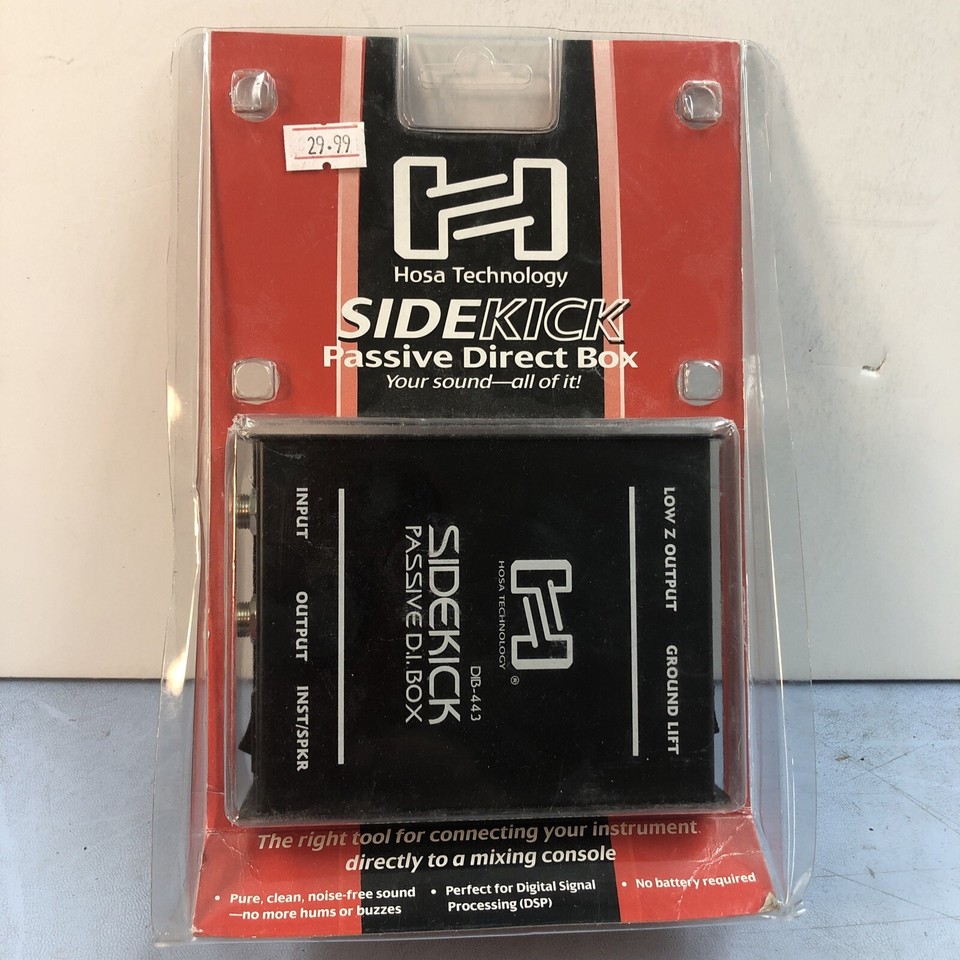 29.99
Hosa Technology
SIDEKICK
Passive Direct Box
Your sound—all of it!
LOW Z OUTPUT
GROUND LIFT
HOSA TECHNOLOGY®
DIB-443
SIDEKICK
PASSIVE D.I. BOX
INPUT
OUTPUT
INST/SPKR
The right tool for connecting your instrument
directly to a mixing console
• Pure, clean, noise-free sound
—no more hums or buzzes
• Perfect for Digital Signal
Processing (DSP)
• No battery required